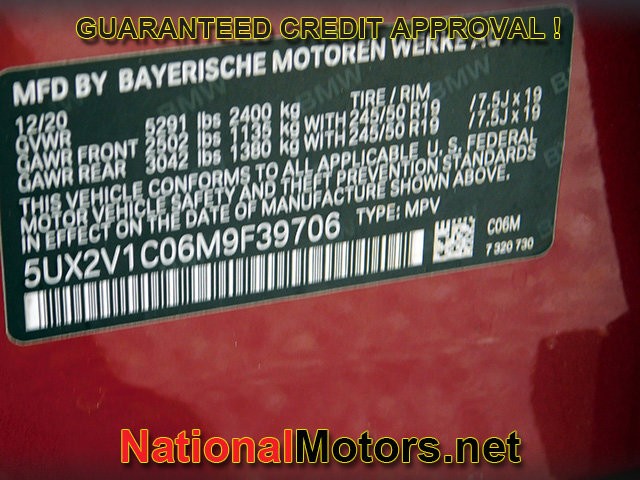 GUARANTEED CREDIT APPROVAL !
MFD BY BAYERISCHE MOTOREN WERKE AG
12/20 TIRE / RIM
GVWR 5291 lbs 2400 kg
GAWR FRONT 2502 lbs 1135 kg WITH 245/50 R19 / 7.5J x 19
GAWR REAR 3042 lbs 1380 kg WITH 245/50 R19 / 7.5J x 19
THIS VEHICLE CONFORMS TO ALL APPLICABLE U. S. FEDERAL
MOTOR VEHICLE SAFETY AND THEFT PREVENTION STANDARDS
IN EFFECT ON THE DATE OF MANUFACTURE SHOWN ABOVE.
5UX2V1C06M9F39706 TYPE: MPV
C06M
7 320 730
NationalMotors.net